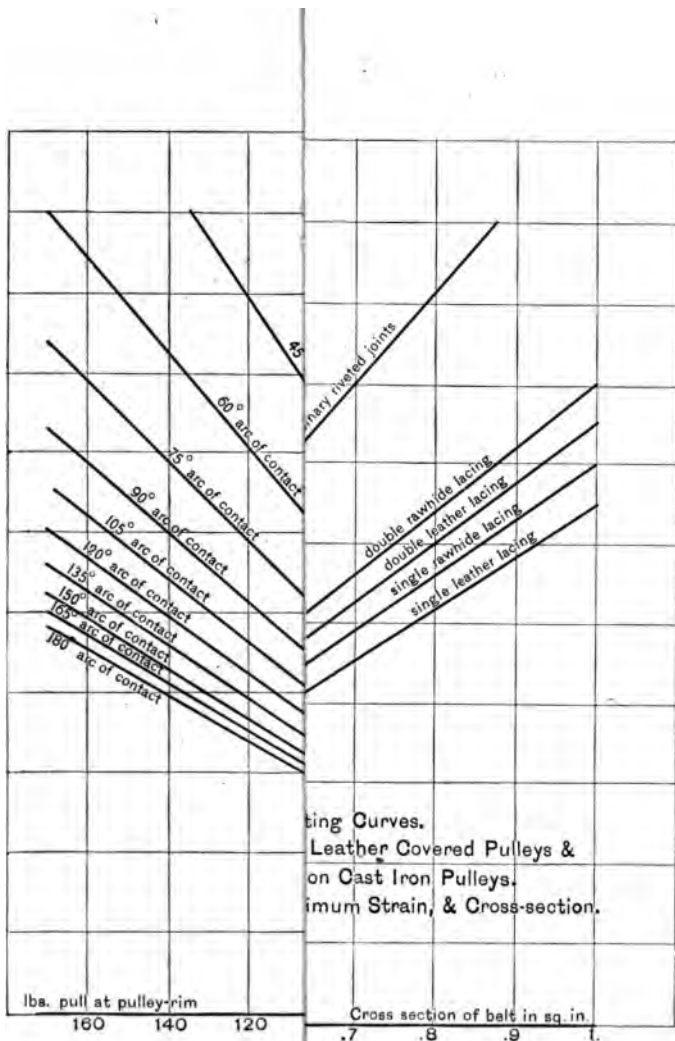 45
60° arc of contact
75° arc of contact
90° arc of contact
105° arc of contact
120° arc of contact
135° arc of contact
150° arc of contact
165° arc of contact
180° arc of contact
lbs. pull at pulley-rim
160 140 120
inary riveted joints
double rawhide lacing
double leather lacing
single rawhide lacing
single leather lacing
ting Curves.
Leather Covered Pulleys &
on Cast Iron Pulleys.
imum Strain, & Cross-section.
Cross section of belt in sq. in.
.7 .8 .9 1.